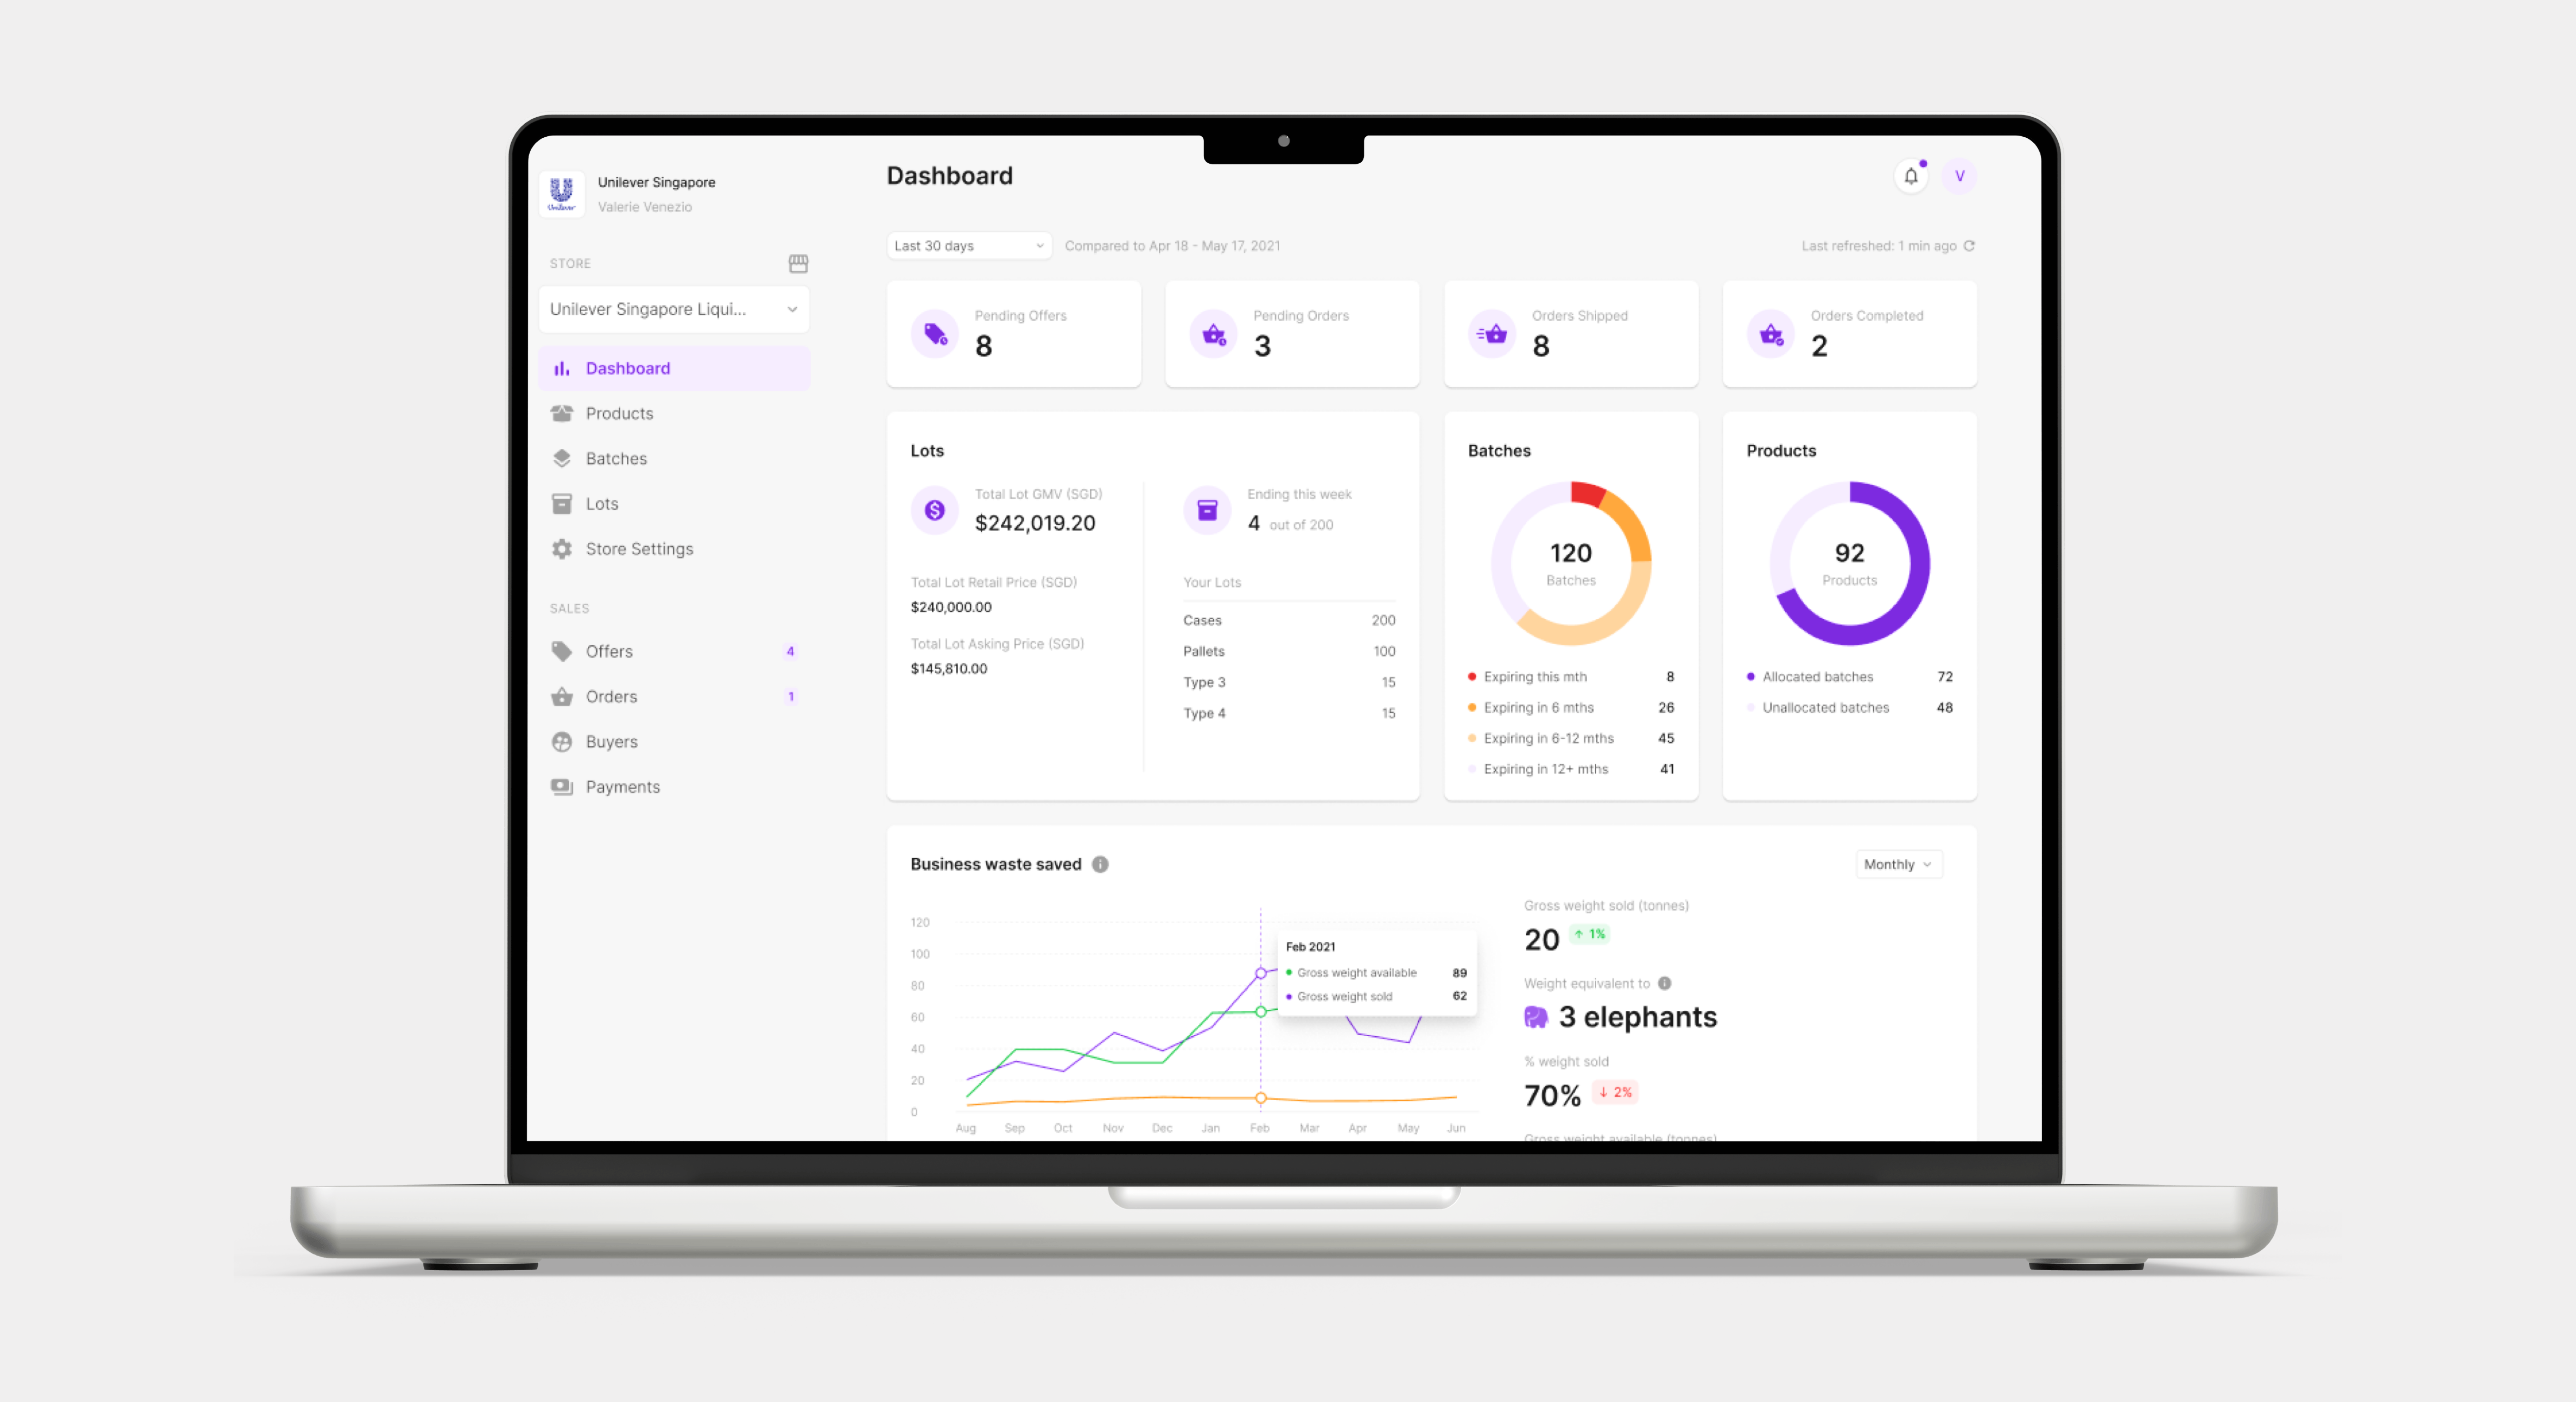 Unilever
Unilever Singapore
Valerie Venezio
STORE
Unilever Singapore Liqui...
Dashboard
Products
Batches
Lots
Store Settings
SALES
Offers 4
Orders 1
Buyers
Payments
Dashboard
V
Last 30 days
Compared to Apr 18 - May 17, 2021
Last refreshed: 1 min ago
Pending Offers
8
Pending Orders
3
Orders Shipped
8
Orders Completed
2
Lots
Total Lot GMV (SGD)
$242,019.20
Total Lot Retail Price (SGD)
$240,000.00
Total Lot Asking Price (SGD)
$145,810.00
Ending this week
4 out of 200
Your Lots
Cases 200
Pallets 100
Type 3 15
Type 4 15
Batches
120
Batches
Expiring this mth 8
Expiring in 6 mths 26
Expiring in 6-12 mths 45
Expiring in 12+ mths 41
Products
92
Products
Allocated batches 72
Unallocated batches 48
Business waste saved
Monthly
120
100
80
60
40
20
0
Aug Sep Oct Nov Dec Jan Feb Mar Apr May Jun
Feb 2021
Gross weight available 89
Gross weight sold 62
Gross weight sold (tonnes)
20 ↑ 1%
Weight equivalent to
3 elephants
% weight sold
70% ↓ 2%
Gross weight available (tonnes)